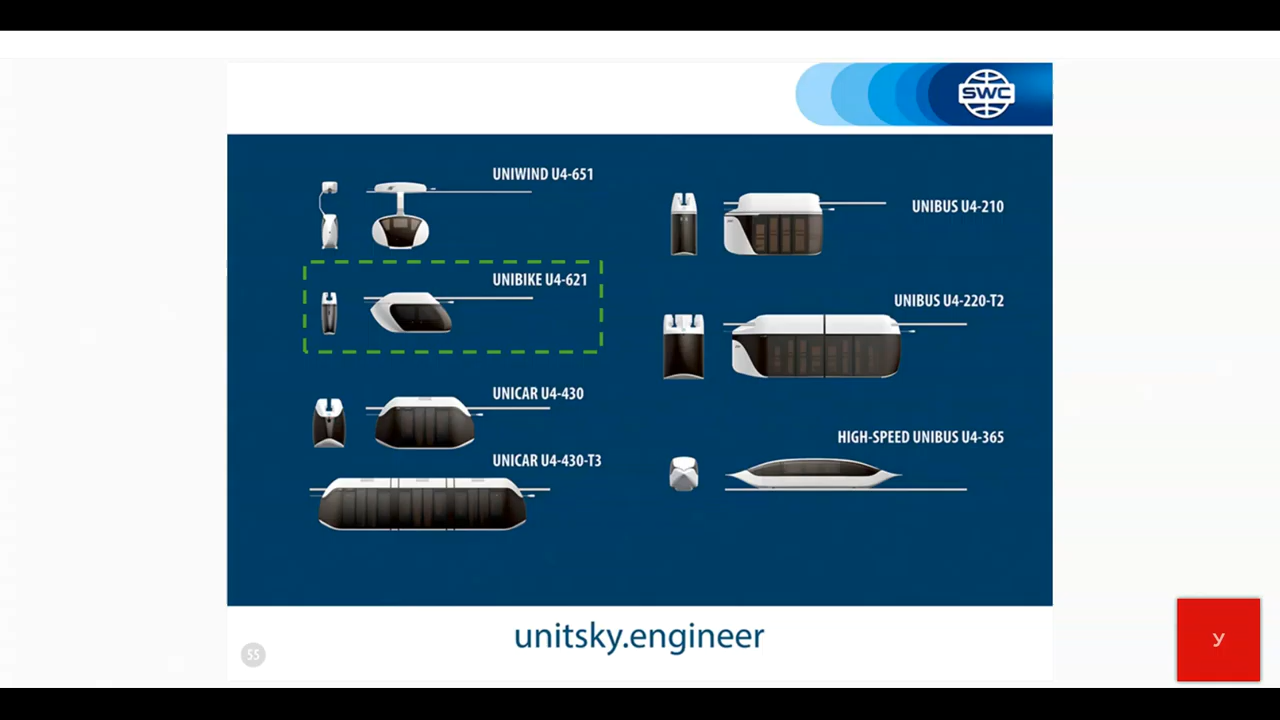 SWC
UNIWIND U4-651
UNIBIKE U4-621
UNICAR U4-430
UNICAR U4-430-T3
UNIBUS U4-210
UNIBUS U4-220-T2
HIGH-SPEED UNIBUS U4-365
unitsky.engineer
55
У